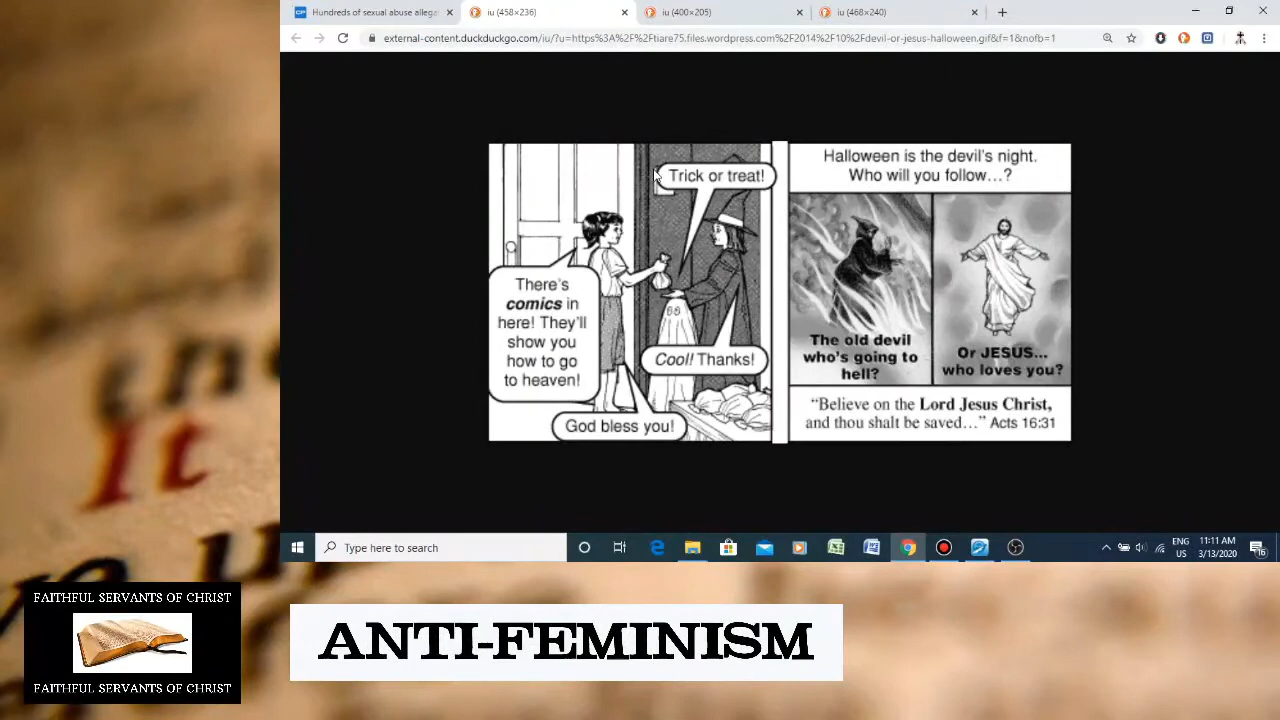 Hundreds of sexual abuse allega
iu (458×236)
iu (400×205)
iu (468×240)
external-content.duckduckgo.com/iu/?u=https%3A%2F%2Ftiare75.files.wordpress.com%2F2014%2F10%2Fdevil-or-jesus-halloween.gif&f=1&nofb=1
Trick or treat!
There's
comics in
here! They'll
show you
how to go
to heaven!
Cool! Thanks!
God bless you!
Halloween is the devil's night.
Who will you follow...?
The old devil
who's going to
hell?
Or JESUS...
who loves you?
"Believe on the Lord Jesus Christ,
and thou shalt be saved..." Acts 16:31
Type here to search
ENG
US
11:11 AM
3/13/2020
16
FAITHFUL SERVANTS OF CHRIST
FAITHFUL SERVANTS OF CHRIST
ANTI-FEMINISM
It